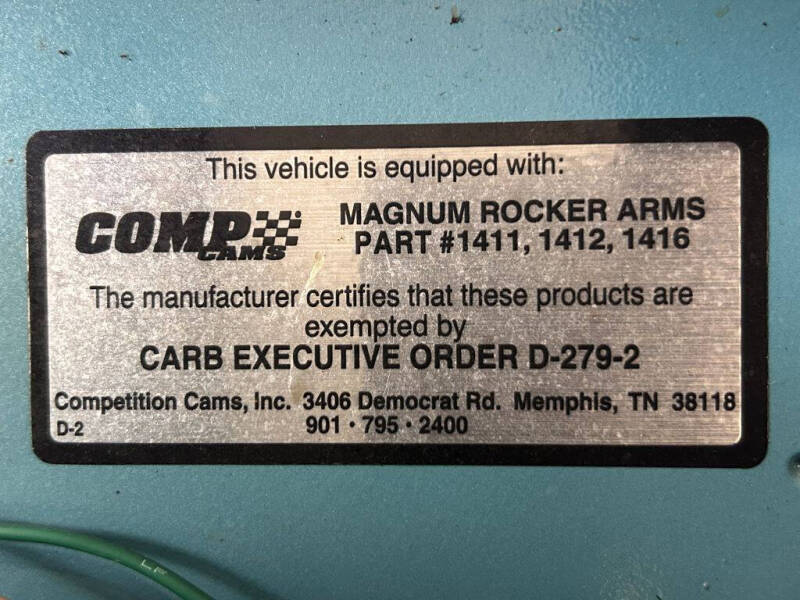 This vehicle is equipped with:
COMP CAMS
MAGNUM ROCKER ARMS
PART #1411, 1412, 1416
The manufacturer certifies that these products are
exempted by
CARB EXECUTIVE ORDER D-279-2
Competition Cams, Inc. 3406 Democrat Rd. Memphis, TN 38118
D-2
901 · 795 · 2400